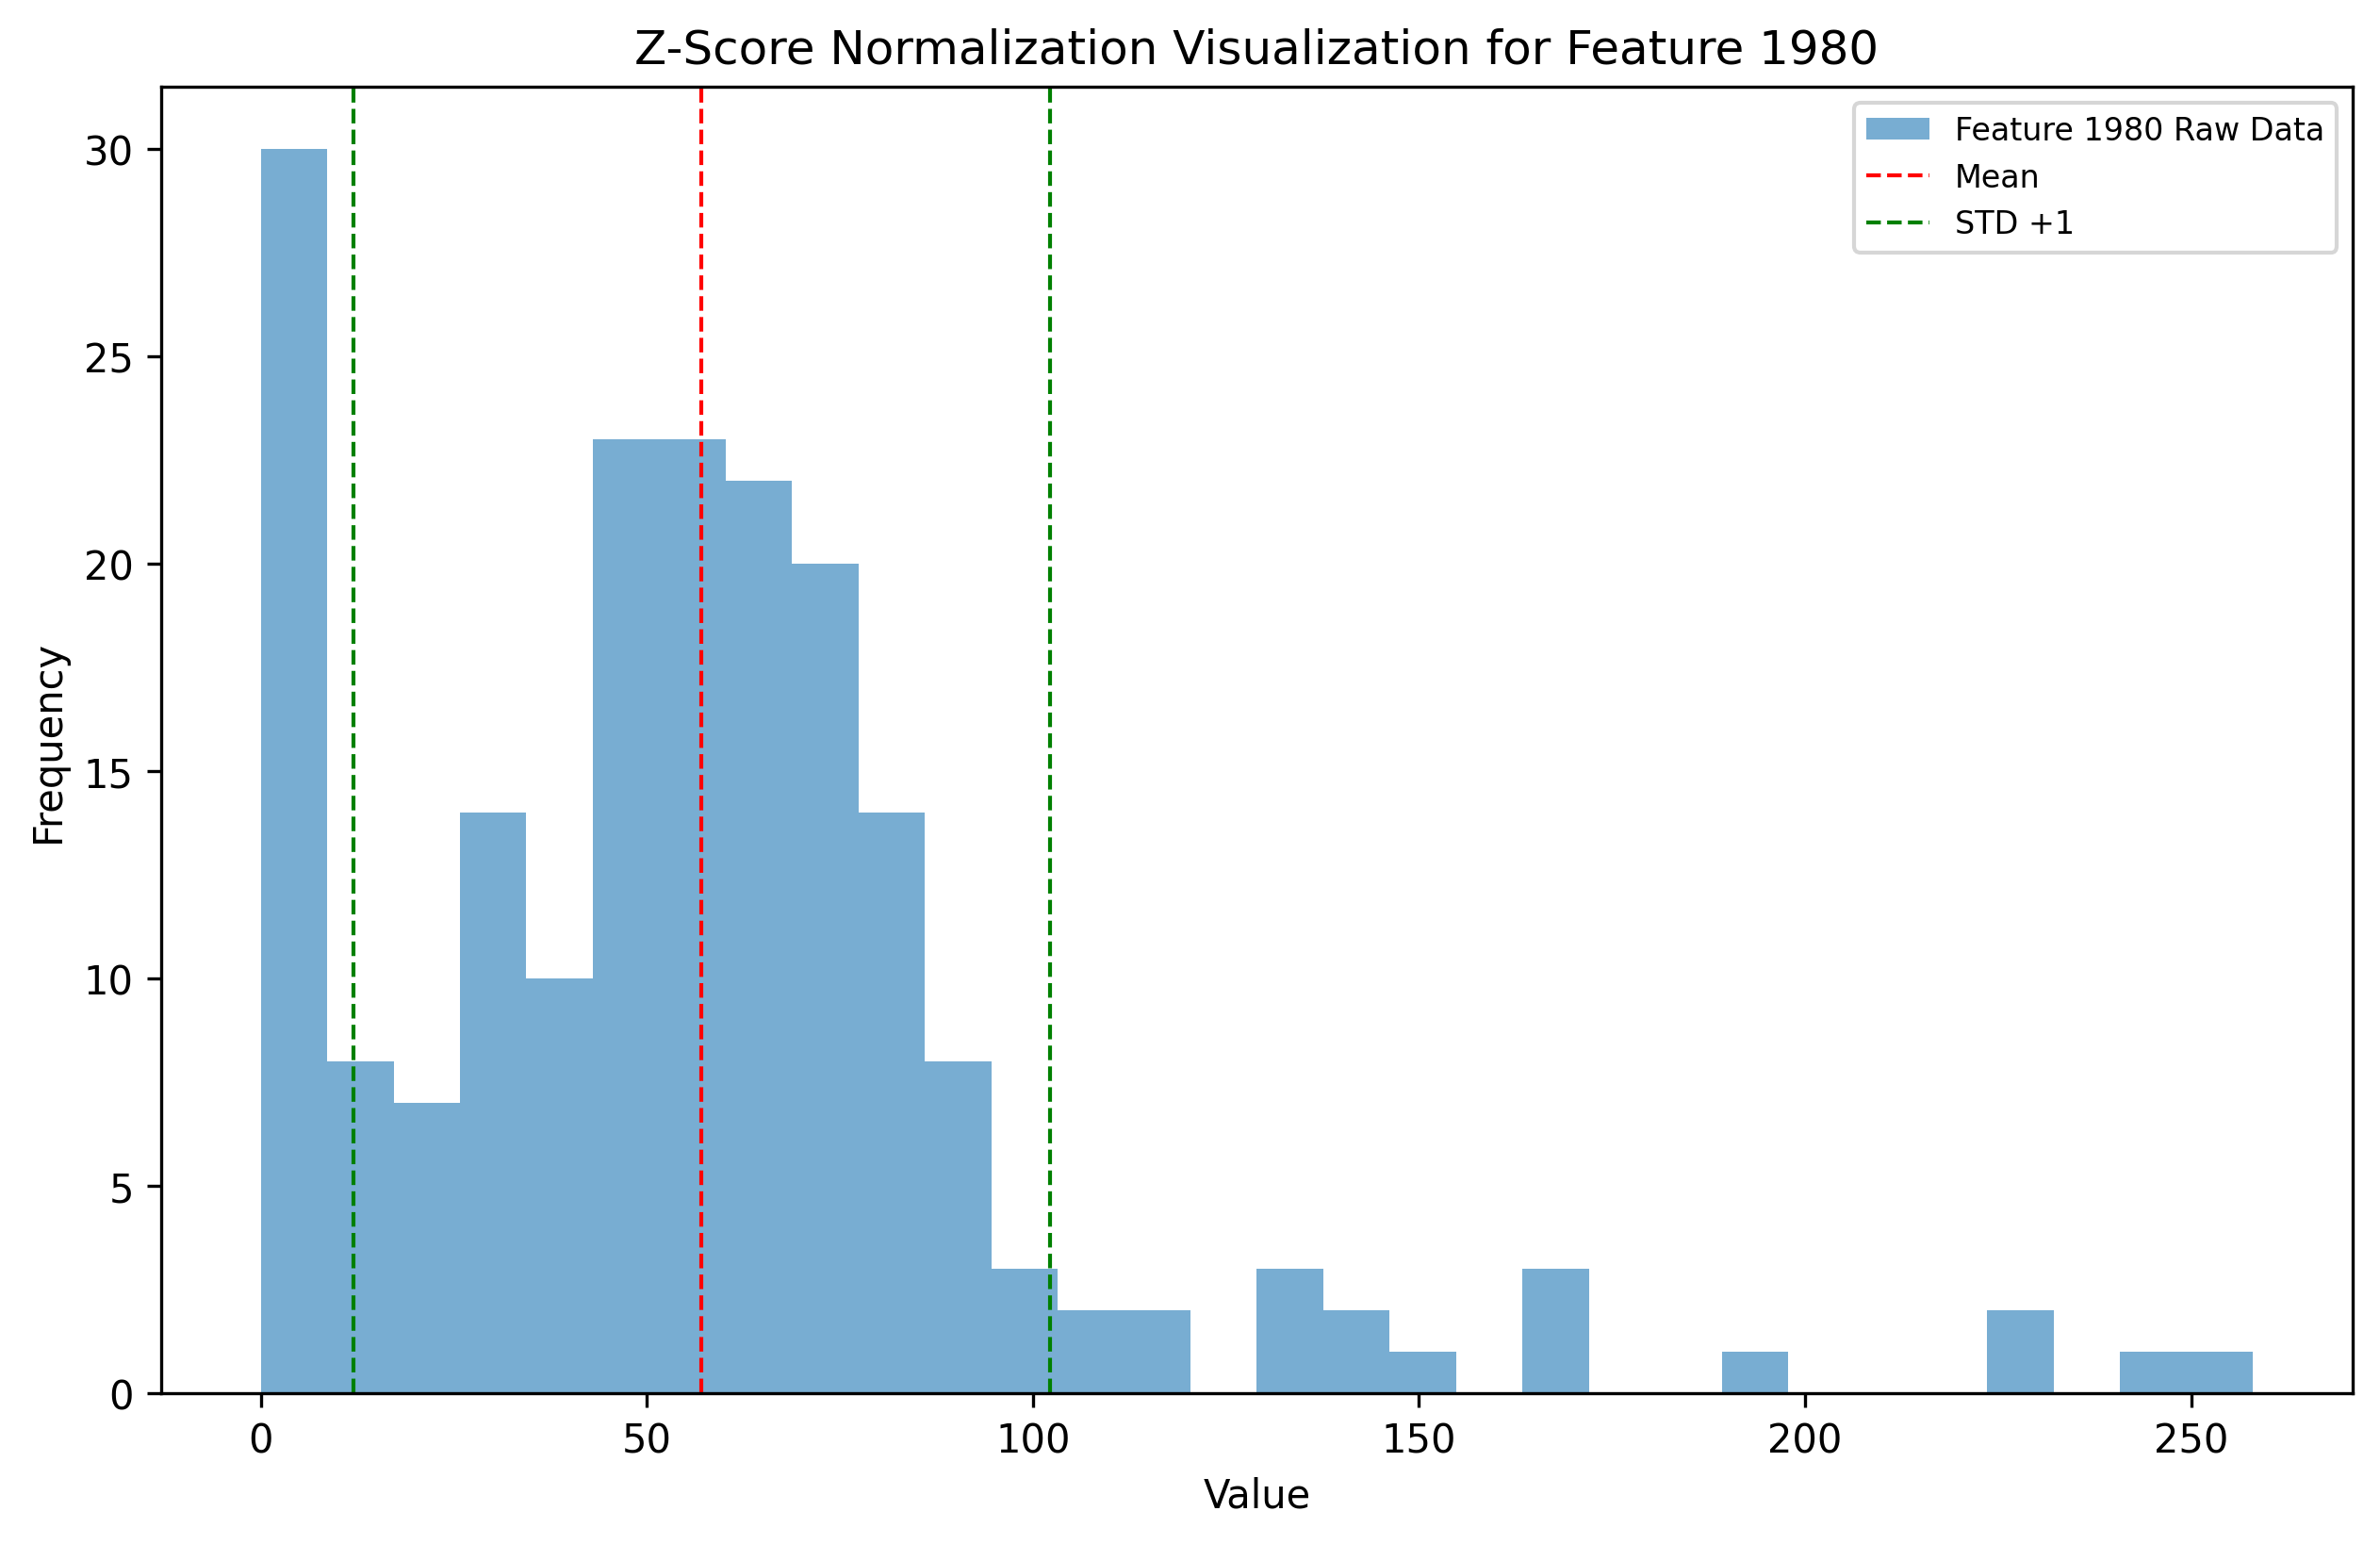 Z-Score Normalization Visualization for Feature 1980
Feature 1980 Raw Data
Mean
STD +1
Frequency
30
25
20
15
10
5
0
0 50 100 150 200 250
Value